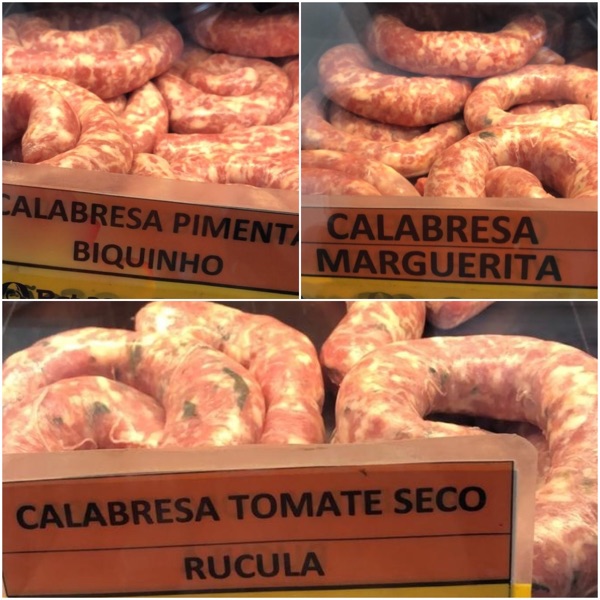 CALABRESA PIMENTA
BIQUINHO
CALABRESA
MARGUERITA
CALABRESA TOMATE SECO
RUCULA